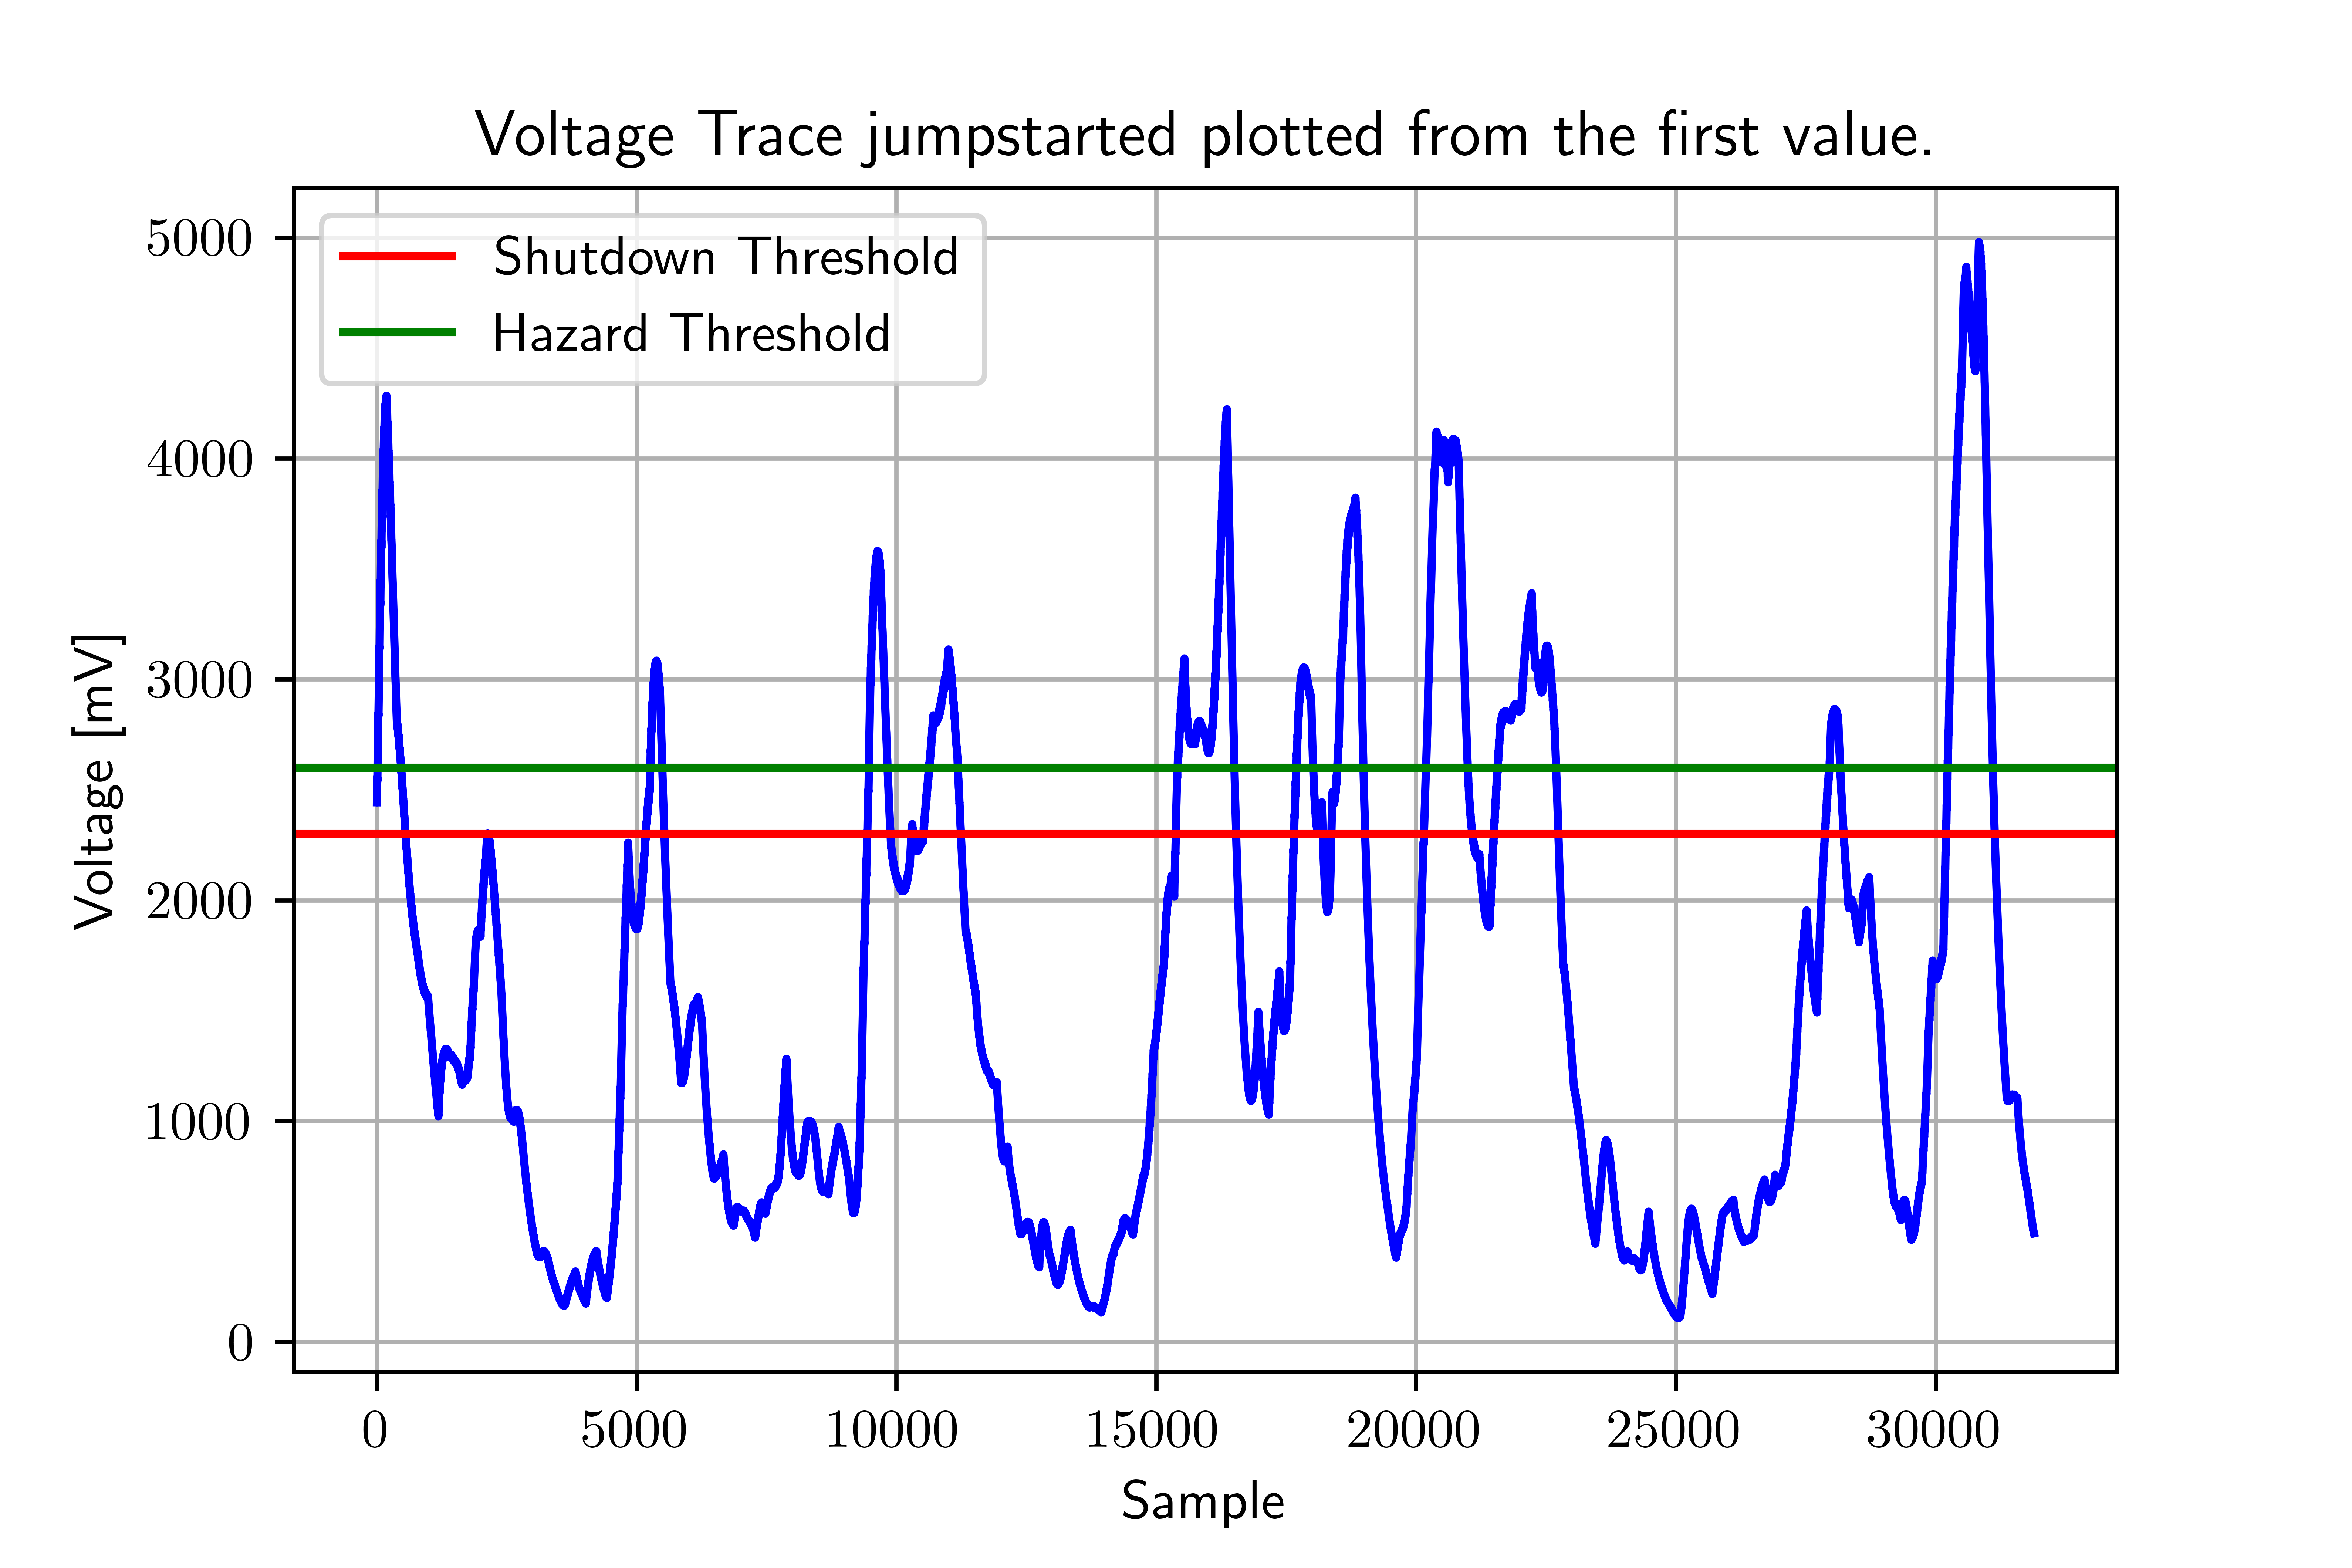 Voltage Trace jumpstarted plotted from the first value.
Shutdown Threshold
Hazard Threshold
5000
4000
3000
2000
1000
0
Voltage [mV]
0 5000 10000 15000 20000 25000 30000
Sample